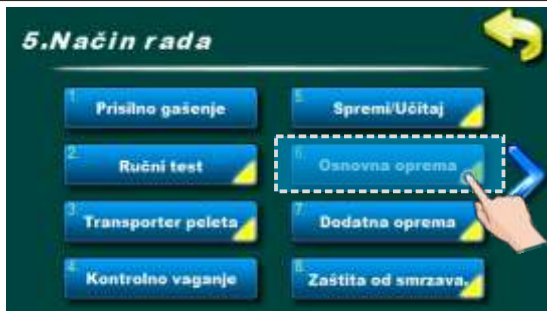 5.Način rada
1. Prisilno gašenje
2. Ručni test
3. Transporter peleta
4. Kontrolno vaganje
5. Spremi/Učitaj
6. Osnovna oprema
7. Dodatna oprema
8. Zaštita od smrzava.